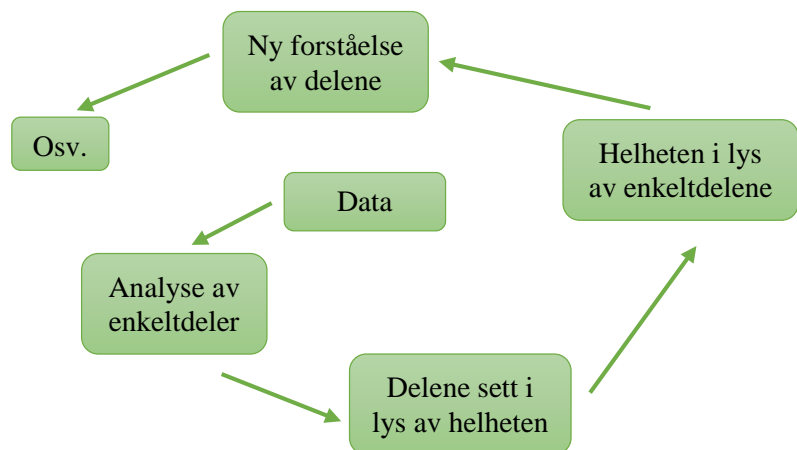 Ny forståelse
av delene
Osv.
Helheten i lys
av enkeltdelene
Data
Analyse av
enkeltdeler
Delene sett i
lys av helheten